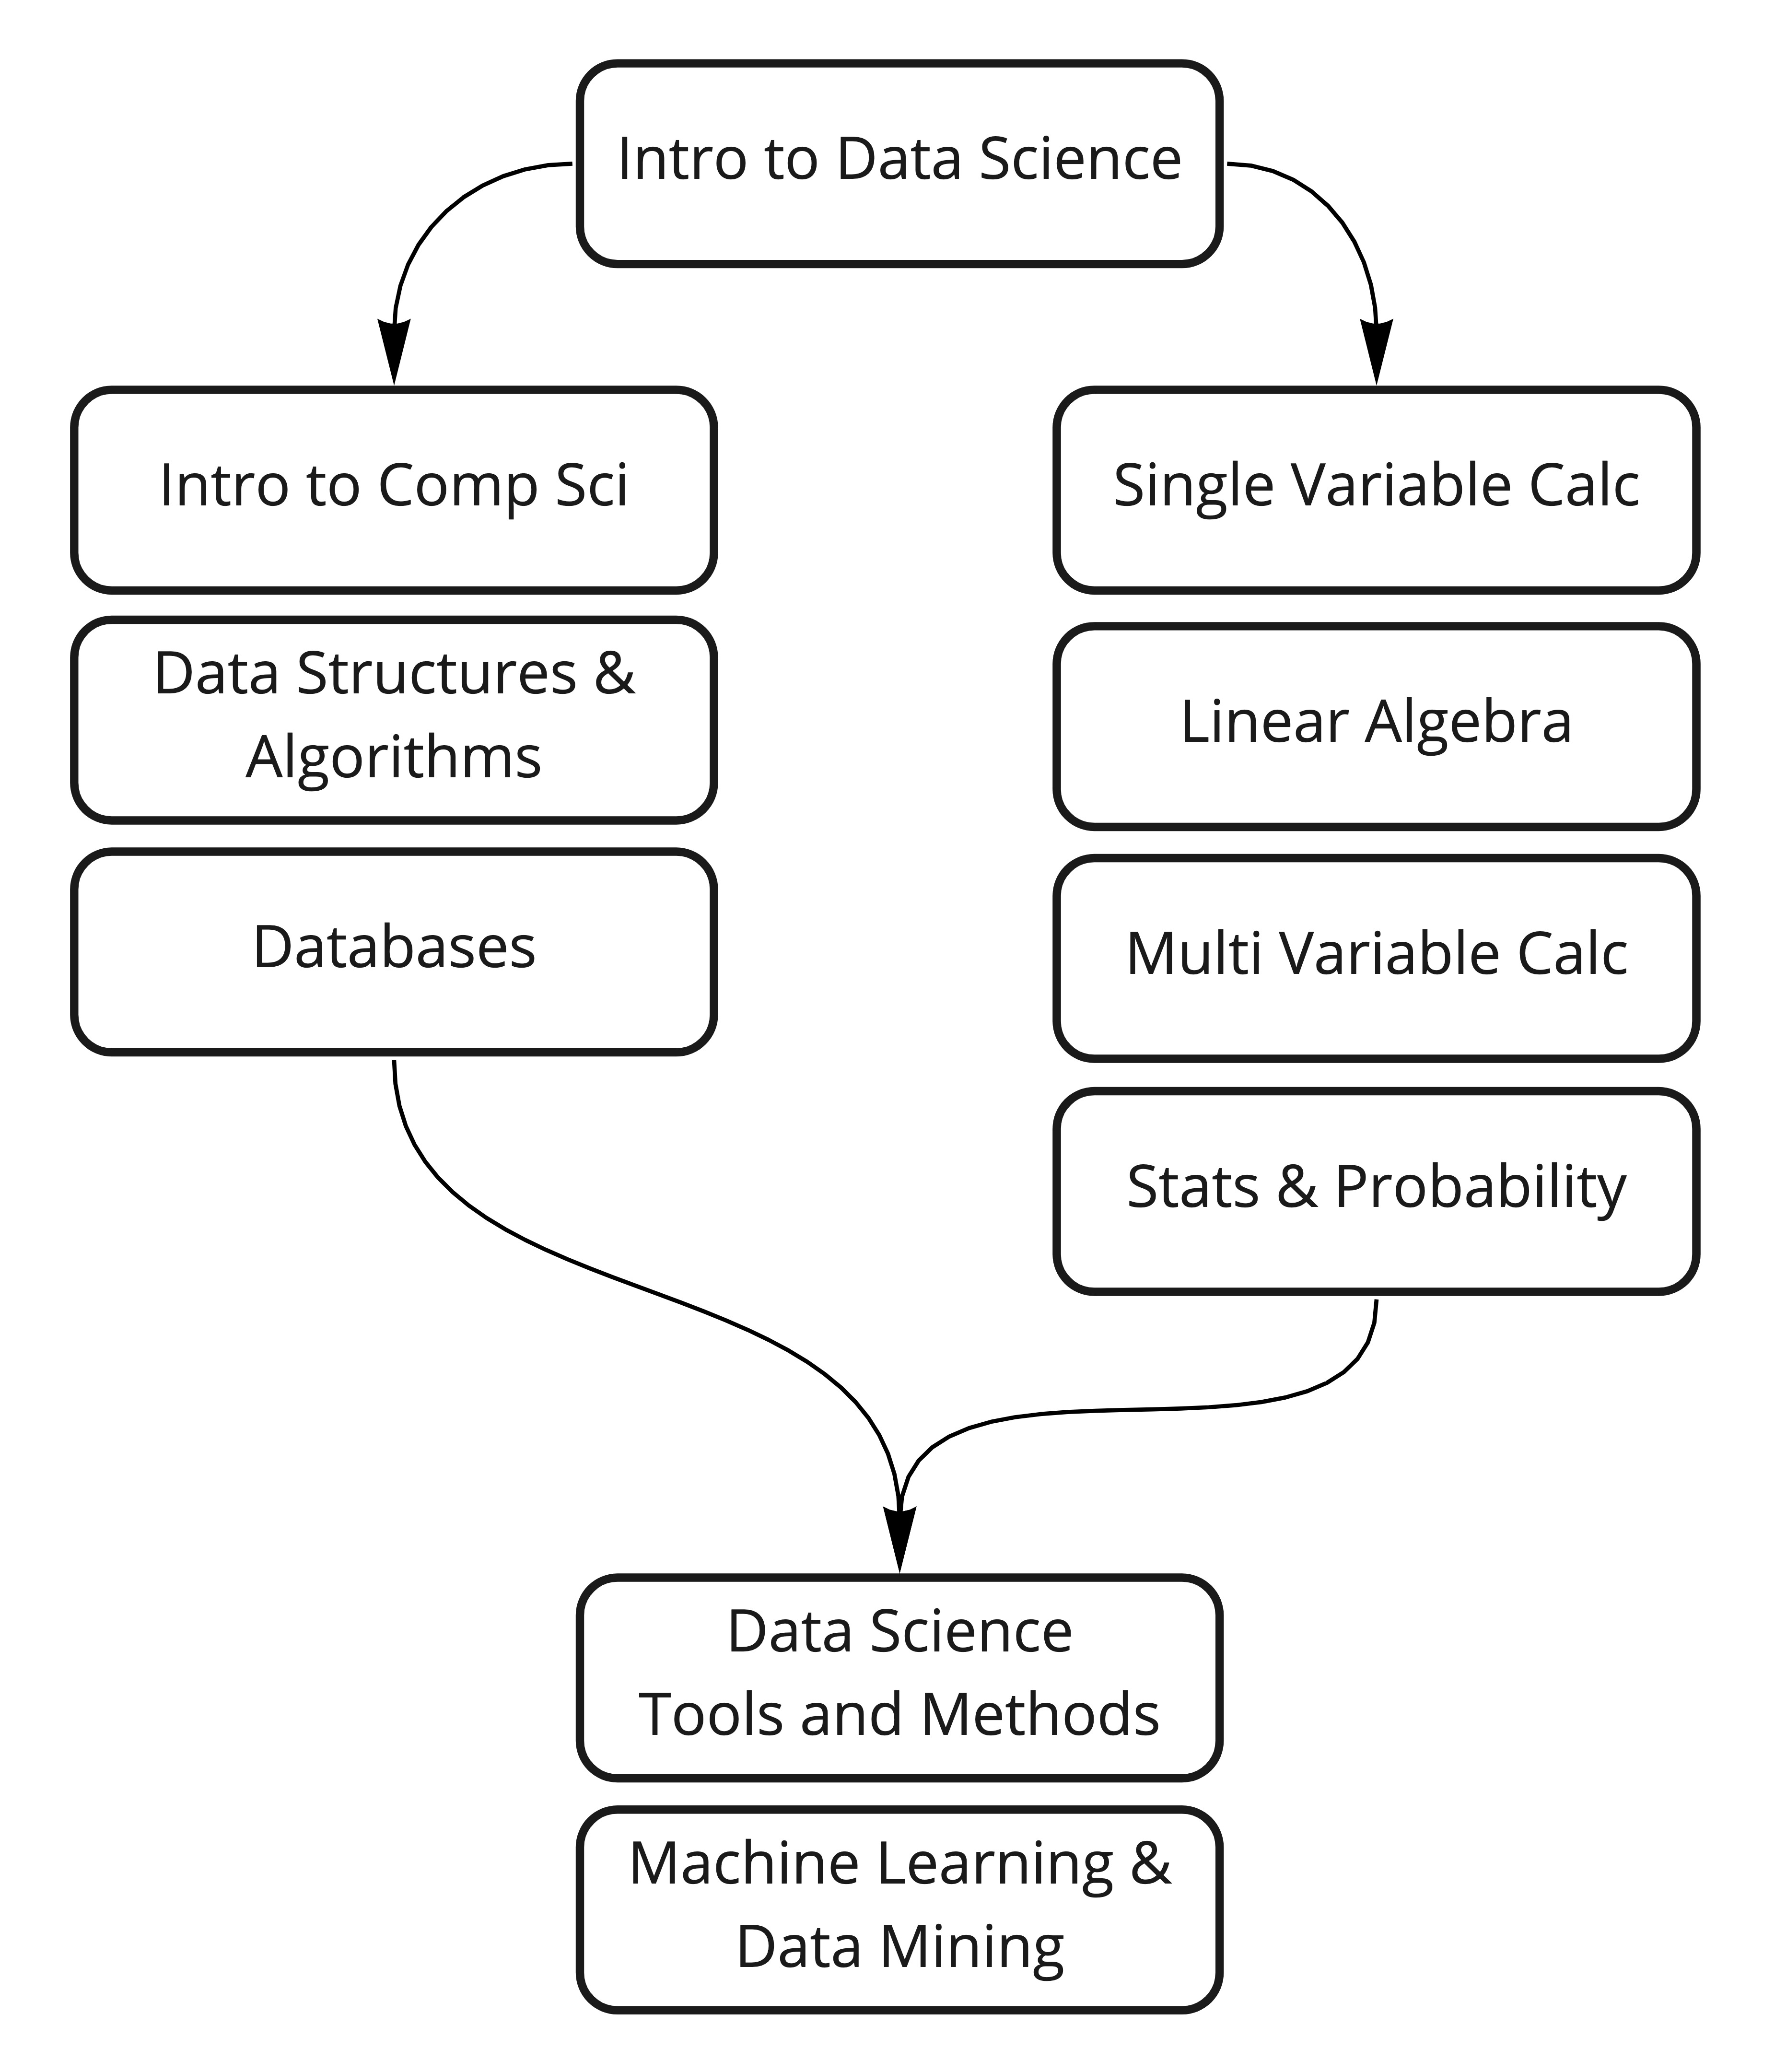 Intro to Data Science
Intro to Comp Sci
Data Structures &
Algorithms
Databases
Single Variable Calc
Linear Algebra
Multi Variable Calc
Stats & Probability
Data Science
Tools and Methods
Machine Learning &
Data Mining